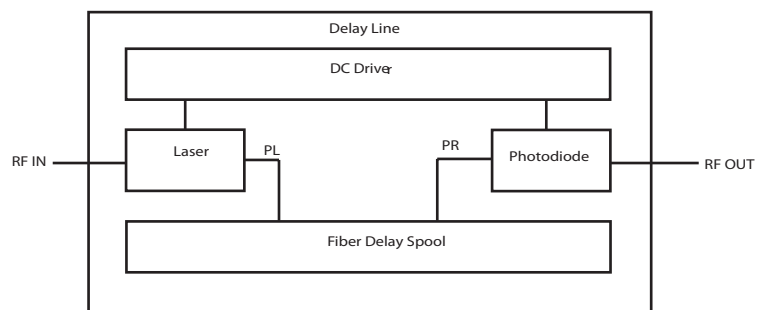 Delay Line
DC Driver
Laser
PL
PR
Photodiode
RF IN
RF OUT
Fiber Delay Spool